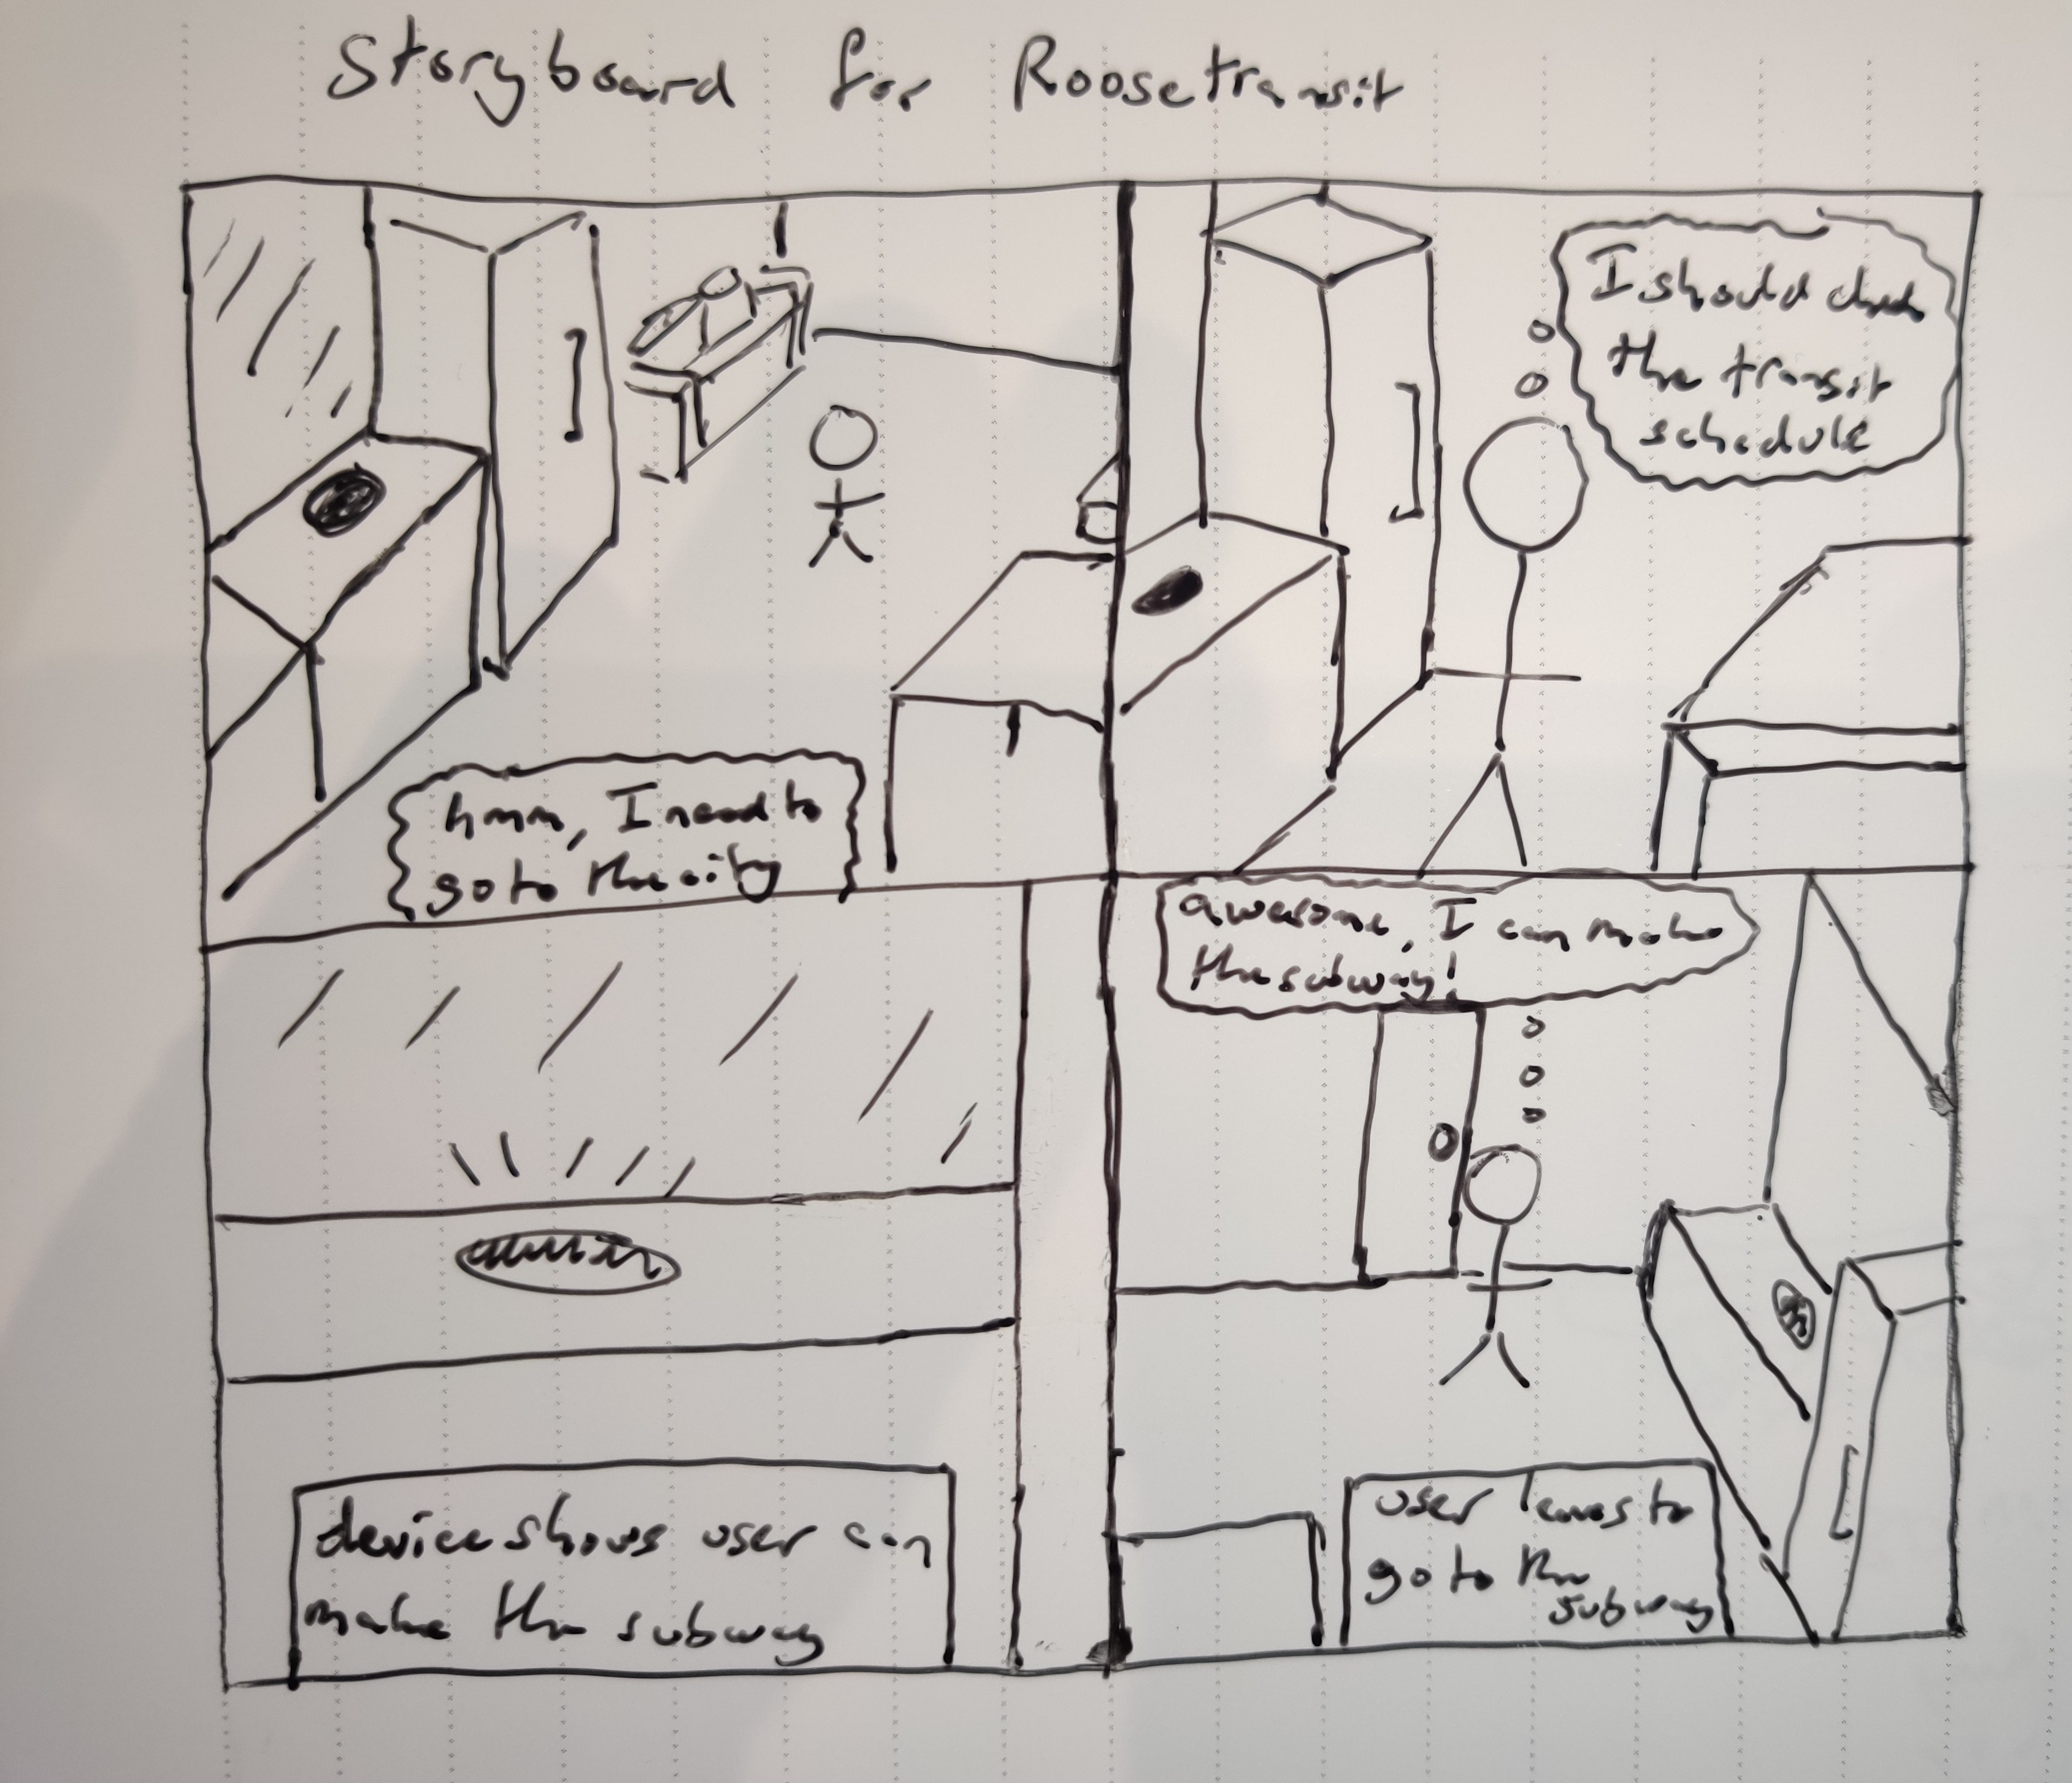 Storyboard for Roosetransit
hmm, I need to
go to the city
I should check
the transit
schedule
device shows user can
make the subway
awesome, I can make
the subway!
user leaves to
go to the
subway